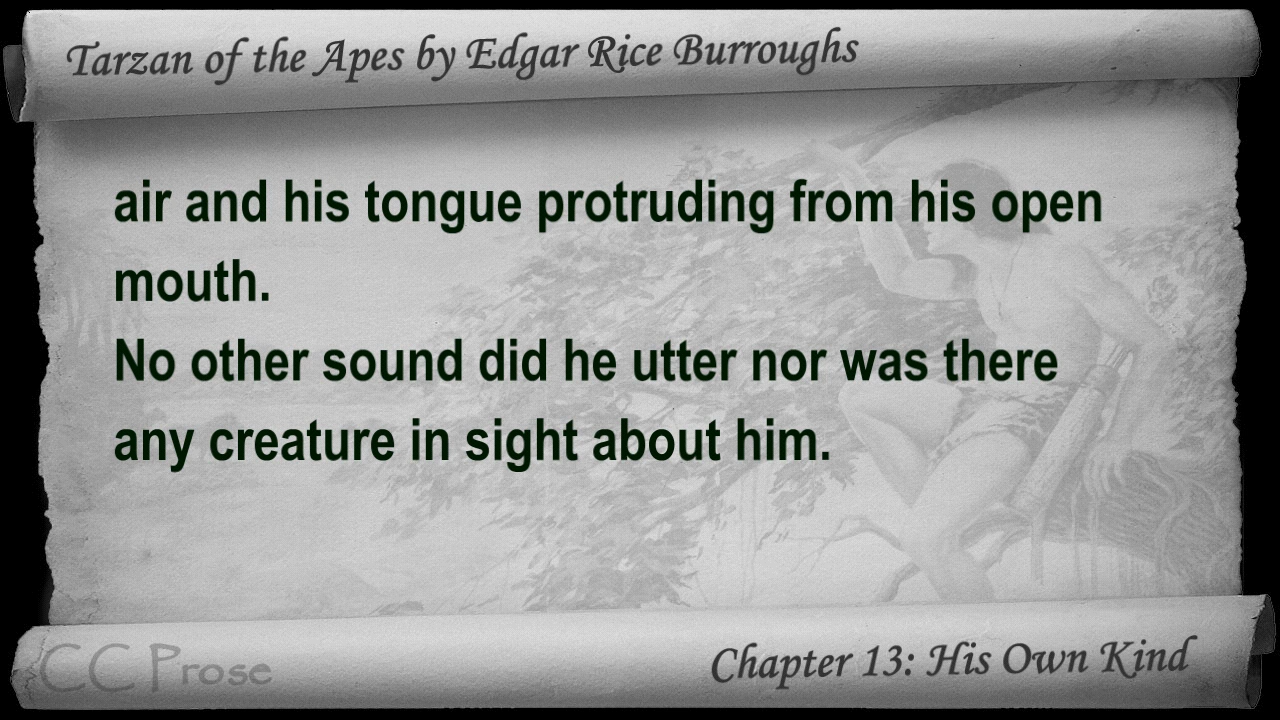 Tarzan of the Apes by Edgar Rice Burroughs
air and his tongue protruding from his open
mouth.
No other sound did he utter nor was there
any creature in sight about him.
CC Prose
Chapter 13: His Own Kind